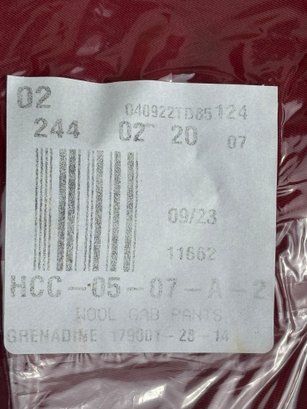 02 040922TD85124
244 02 20 07
09/23
11662
HCC-05-07-A-2
WOOL GAB PANTS
GRENADINE 179001-28-14